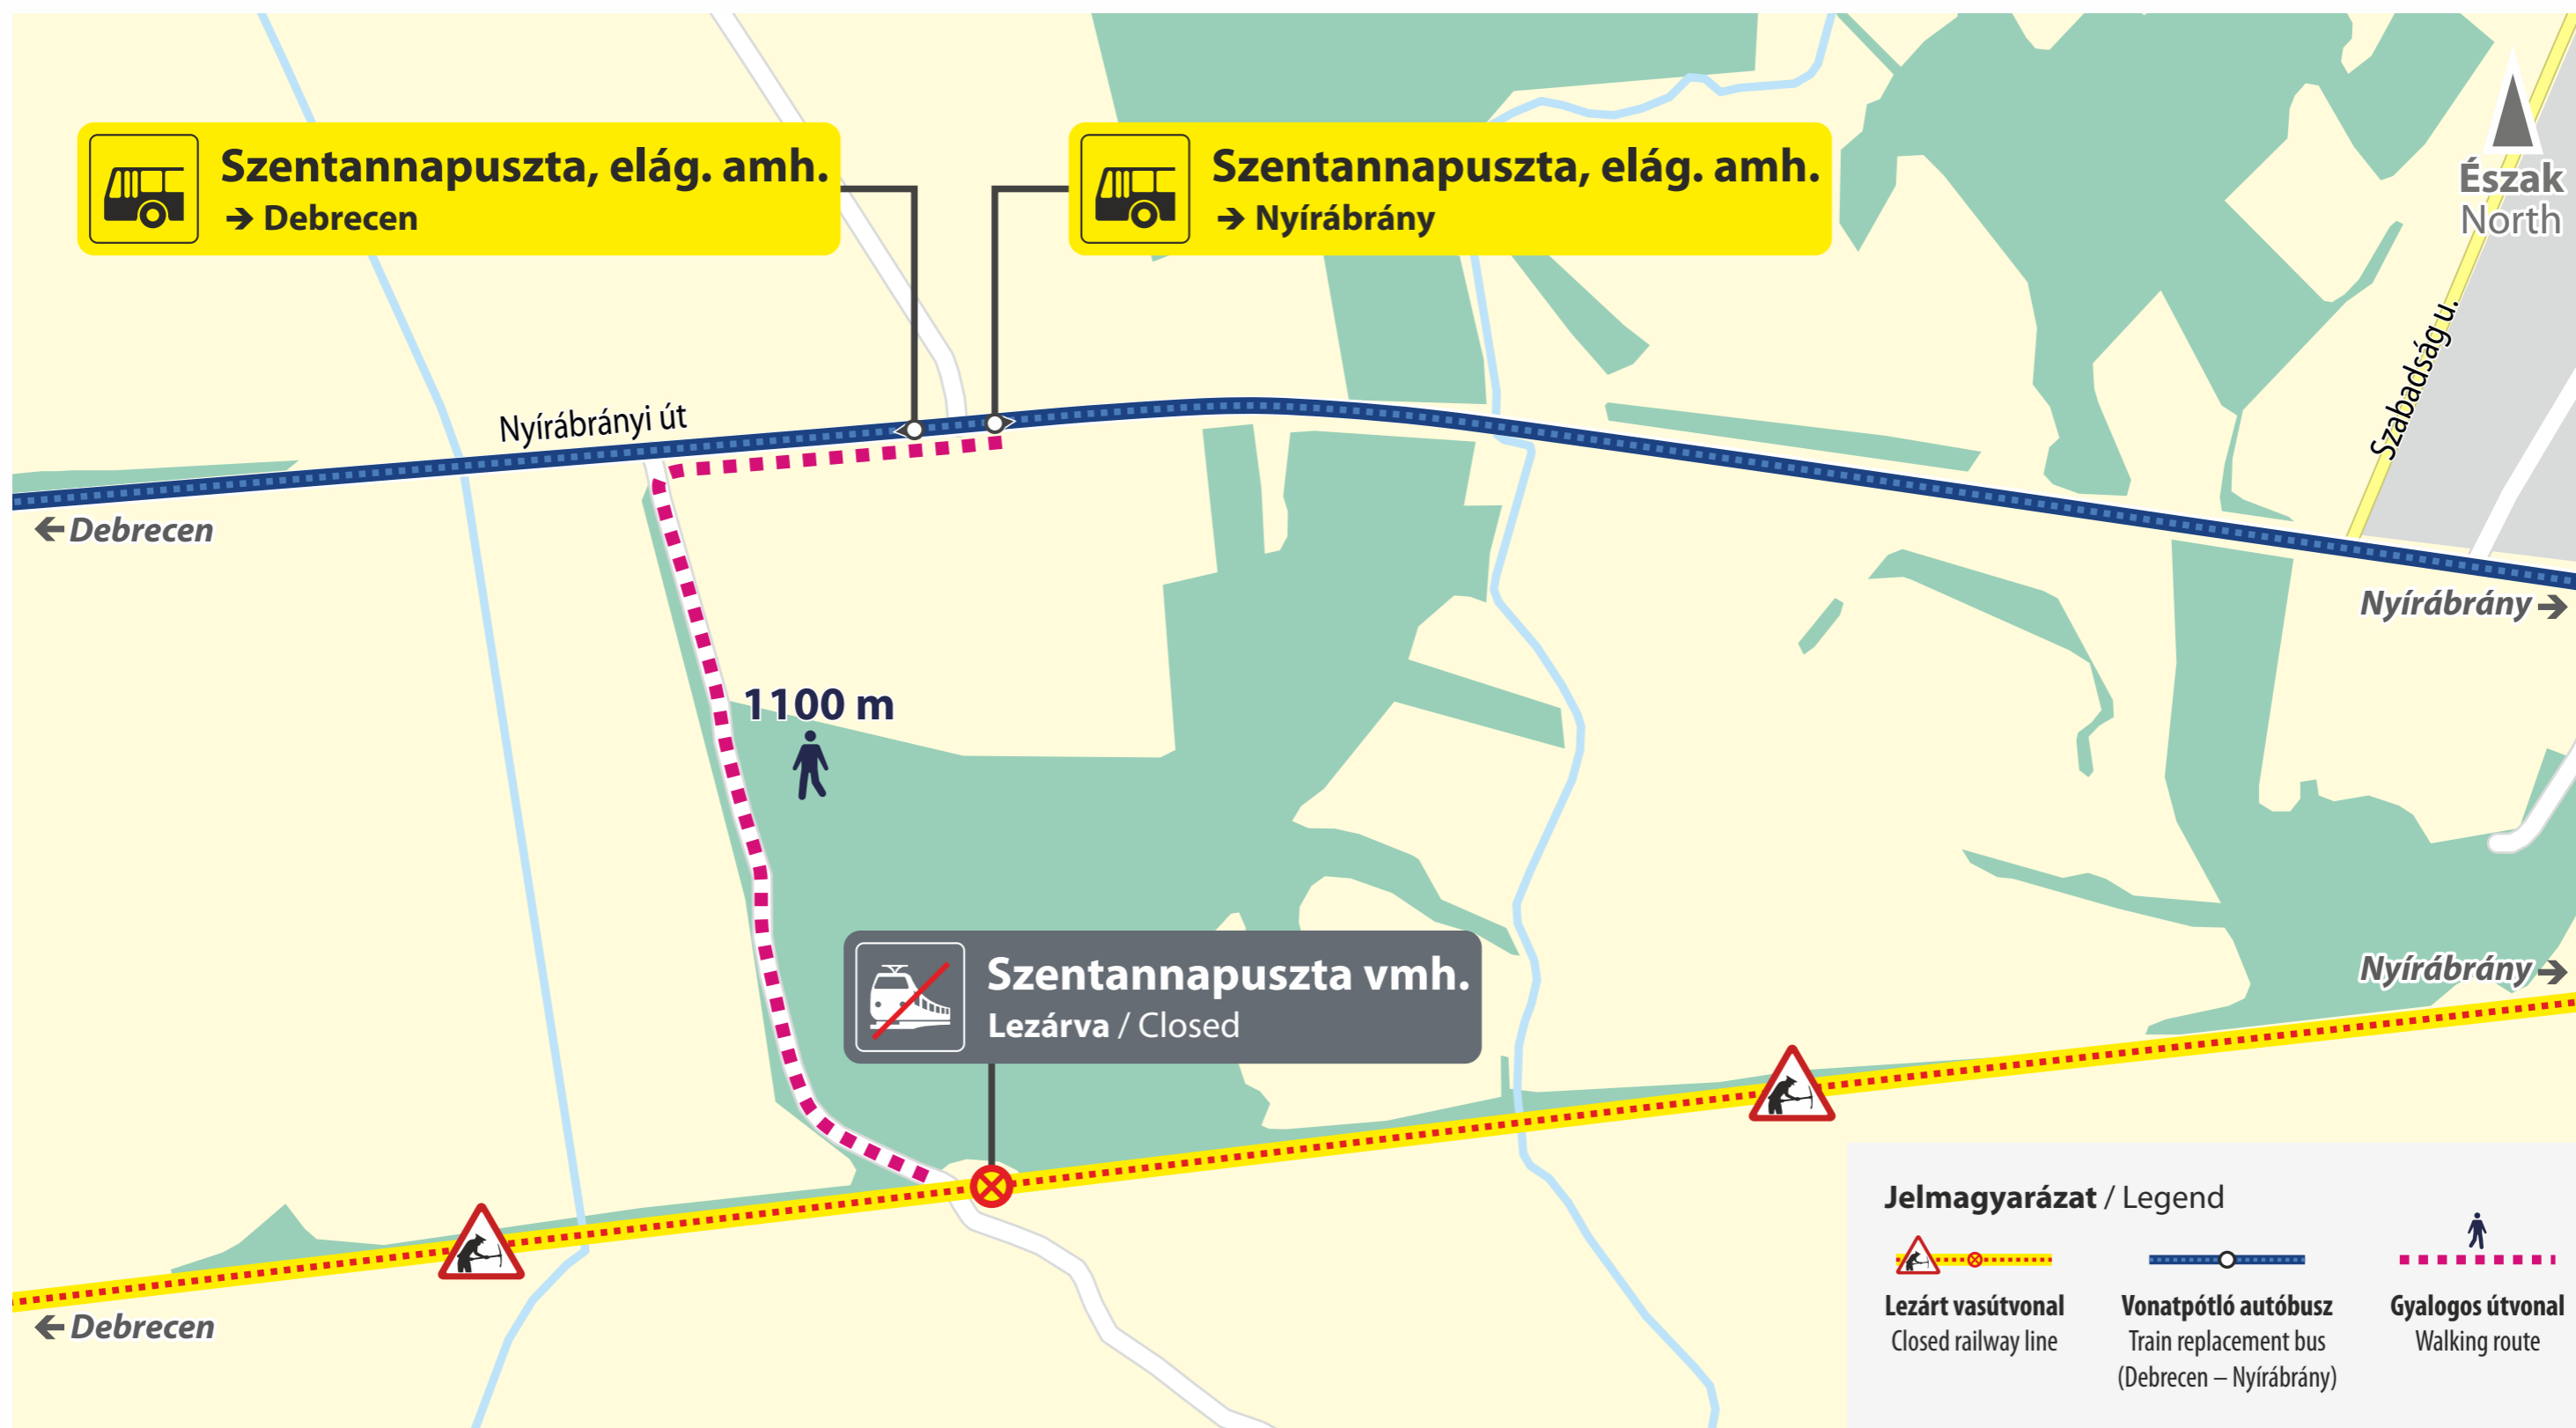 Szentannapuszta, elág. amh.
➔ Debrecen
Szentannapuszta, elág. amh.
➔ Nyírábrány
Észak
North
Szabadság u.
Nyírábrányi út
← Debrecen
Nyírábrány →
1100 m
Szentannapuszta vmh.
Lezárva / Closed
Nyírábrány →
← Debrecen
Jelmagyarázat / Legend
Lezárt vasútvonal
Closed railway line
Vonatpótló autóbusz
Train replacement bus
(Debrecen – Nyírábrány)
Gyalogos útvonal
Walking route